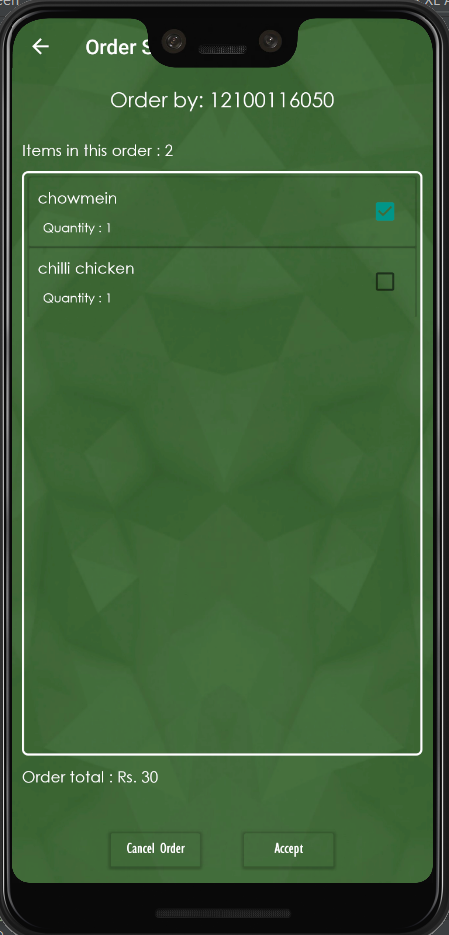 Order S
Order by: 12100116050
Items in this order : 2
chowmein
Quantity : 1
chilli chicken
Quantity : 1
Order total : Rs. 30
Cancel Order
Accept